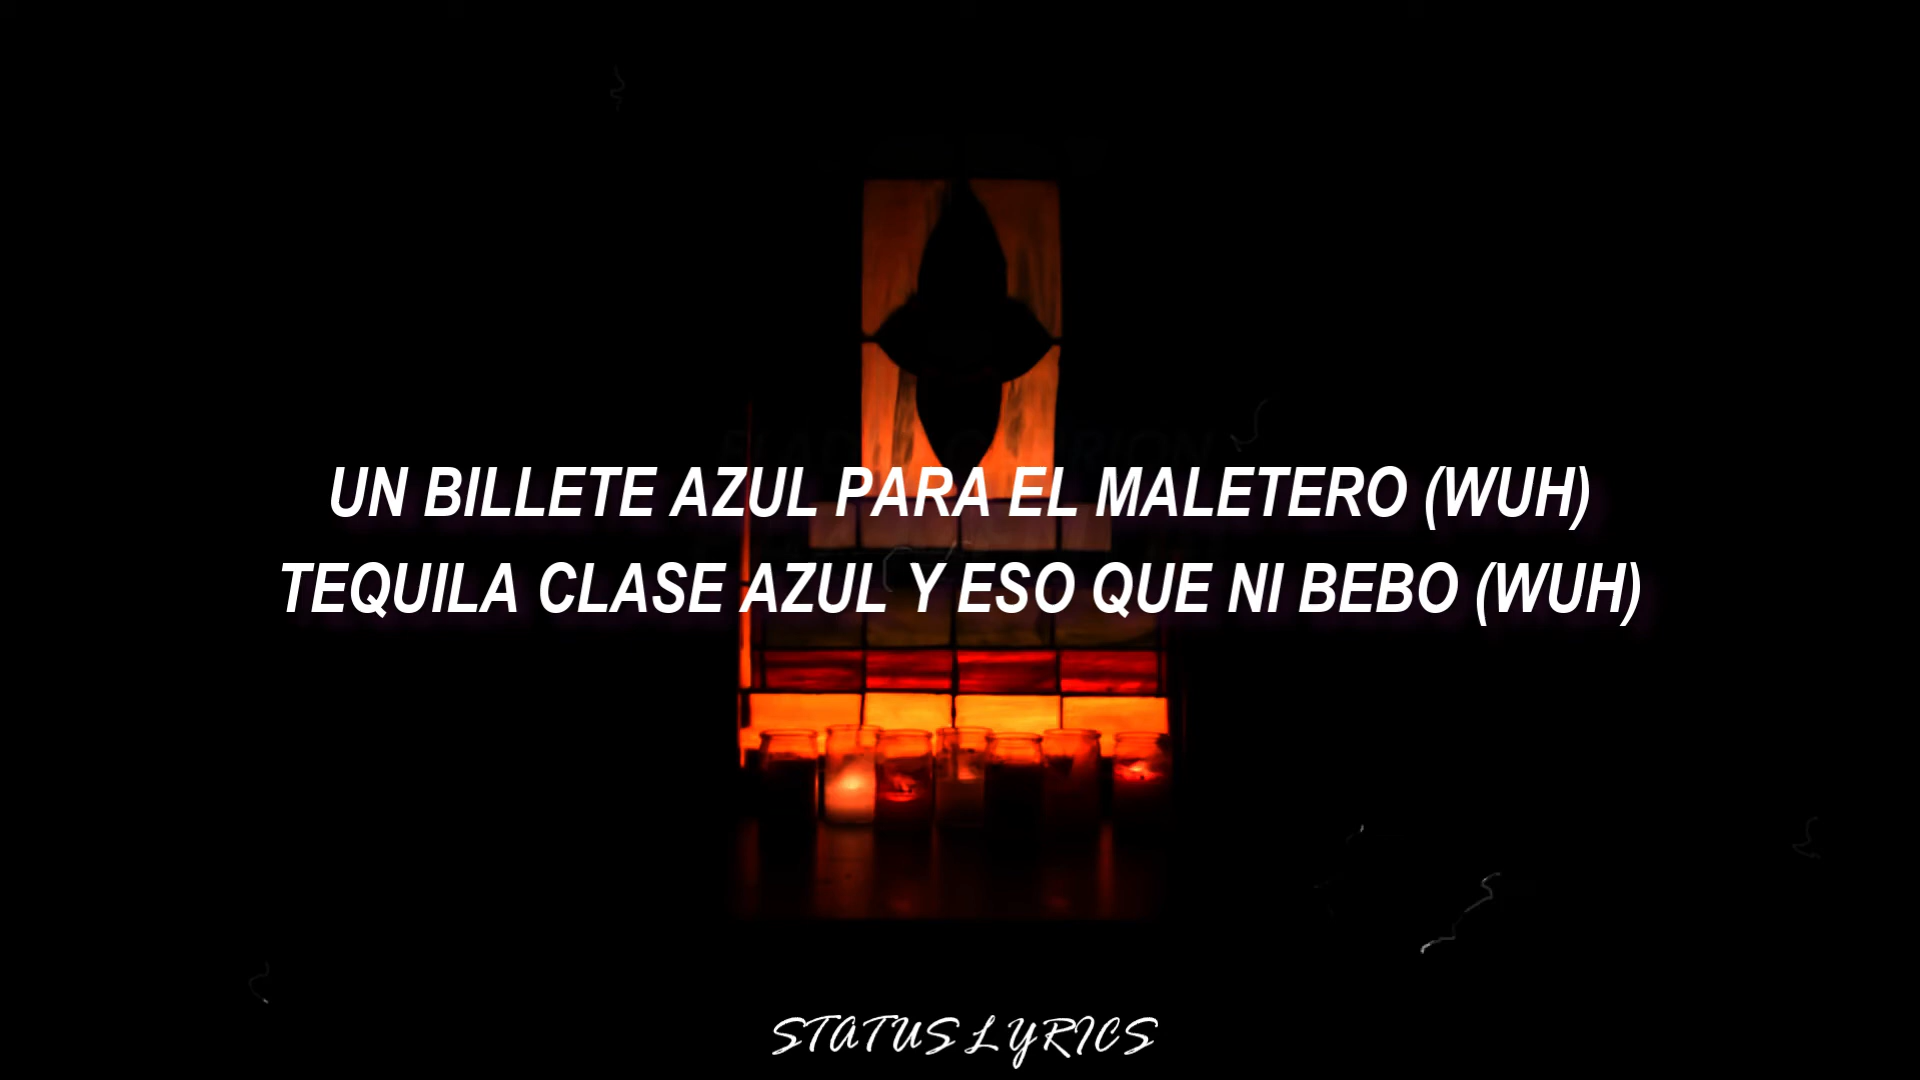 UN BILLETE AZUL PARA EL MALETERO (WUH)
TEQUILA CLASE AZUL Y ESO QUE NI BEBO (WUH)
STATUS LYRICS